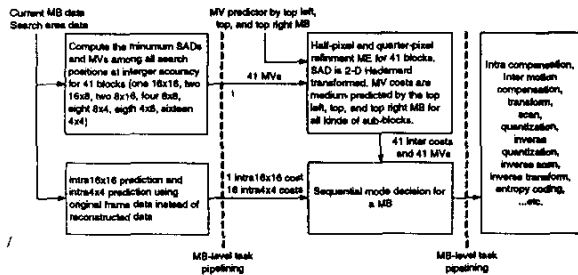 Current MB data
Search area data
MV predictor by top left,
top, and top right MB
Compute the minumum SADs
and MVs among all search
positions at interger accuracy
for 41 blocks (one 16x16, two
16x8, two 8x16, four 8x8,
eight 8x4, eigth 4x8, sixteen
4x4)
41 MVs
Half-pixel and quarter-pixel
refinement ME for 41 blocks.
SAD is 2-D Hadamard
transformed. MV costs are
medium predicted by the top
left, top, and top right MB for
all kinds of sub-blocks.
41 inter costs
and 41 MVs
Intra16x16 prediction and
intra4x4 prediction using
original frame data instead of
reconstructed data
1 intra16x16 cost
16 intra4x4 costs
Sequential mode decision for
a MB
Intra compensation,
Inter motion
compensation,
transform,
scan,
quantization,
inverse
quantization,
inverse scan,
inverse transform,
entropy coding,
...etc.
MB-level task
pipelining
MB-level task
pipelining